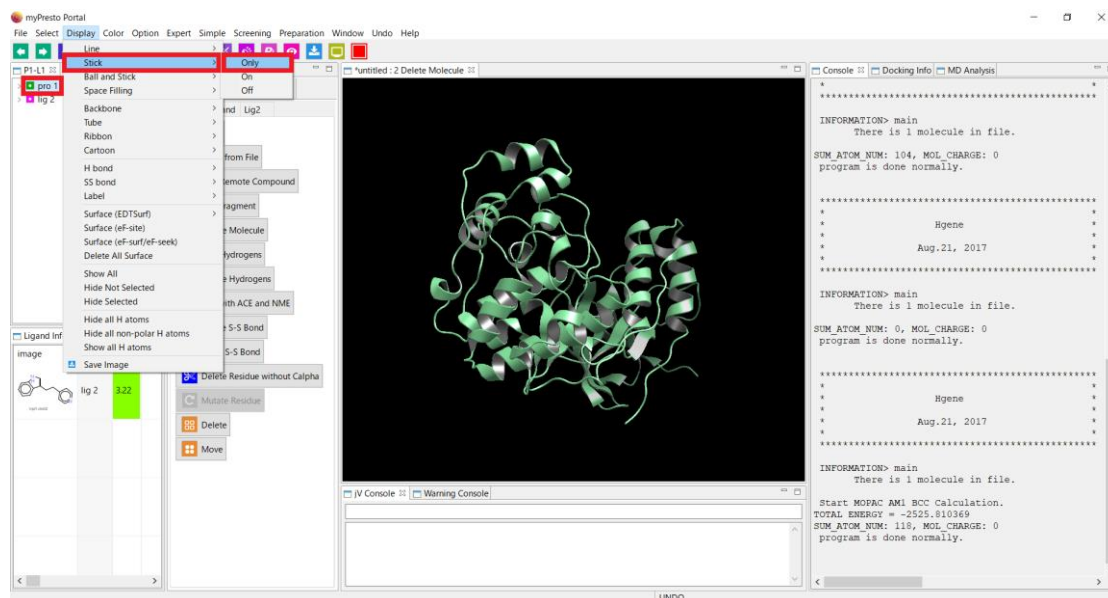 myPresto Portal
File Select Display Color Option Expert Simple Screening Preparation Window Undo Help
P1-L1
pro 1
lig 2
Line
Stick
Ball and Stick
Space Filling
Backbone
Tube
Ribbon
Cartoon
H bond
SS bond
Label
Surface (EDTSurf)
Surface (eF-site)
Surface (eF-surf/eF-seek)
Delete All Surface
Show All
Hide Not Selected
Hide Selected
Hide all H atoms
Hide all non-polar H atoms
Show all H atoms
Save Image
Only
On
Off
Lig2
from File
Compound
Molecule
Hydrogens
with ACE and NME
S-S Bond
S-S Bond
Delete Residue without Calpha
Mutate Residue
Delete
Move
Ligand Inf
image
lig 2 3.22
*untitled : 2 Delete Molecule
jV Console Warning Console
Console Docking Info MD Analysis
* *
*************************************************
INFORMATION> main
There is 1 molecule in file.
SUM_ATOM_NUM: 104, MOL_CHARGE: 0
program is done normally.
*************************************************
* *
* Hgene *
* *
* Aug.21, 2017 *
* *
*************************************************
INFORMATION> main
There is 1 molecule in file.
SUM_ATOM_NUM: 0, MOL_CHARGE: 0
program is done normally.
*************************************************
* *
* Hgene *
* *
* Aug.21, 2017 *
* *
*************************************************
INFORMATION> main
There is 1 molecule in file.
Start MOPAC AM1 BCC Calculation.
TOTAL ENERGY = -2525.810369
SUM_ATOM_NUM: 118, MOL_CHARGE: 0
program is done normally.
UNDO